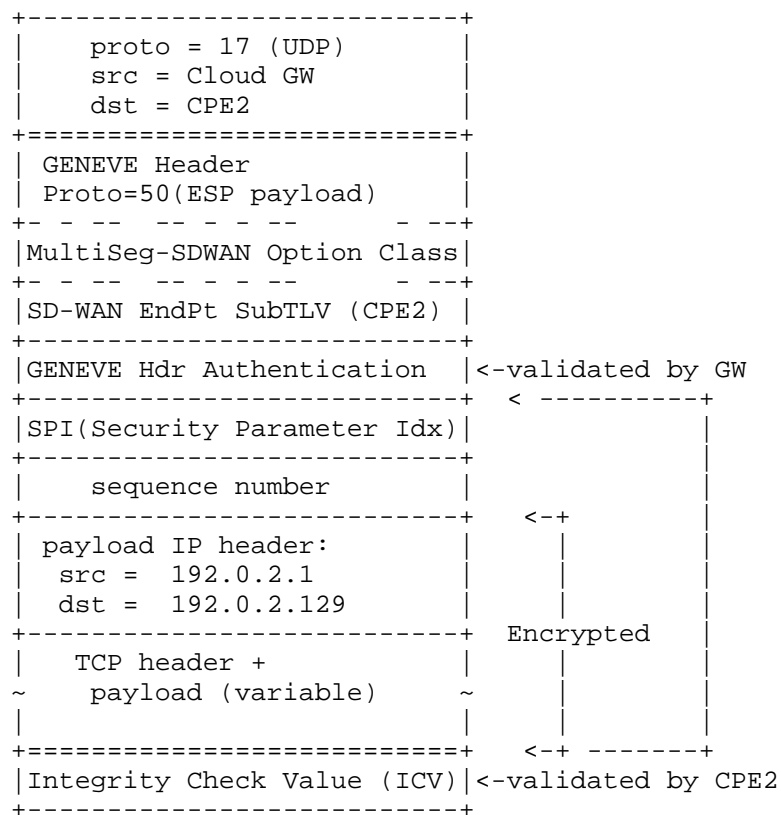 +---------------------------+
|    proto = 17 (UDP)       |
|    src = Cloud GW         |
|    dst = CPE2             |
+===========================+
| GENEVE Header             |
| Proto=50(ESP payload)     |
+- - --  -- - - --      - --+
|MultiSeg-SDWAN Option Class|
+- - --  -- - - --      - --+
|SD-WAN EndPt SubTLV (CPE2) |
+---------------------------+
|GENEVE Hdr Authentication  |<-validated by GW
+---------------------------+  < ----------+
|SPI(Security Parameter Idx)|              |
+---------------------------+              |
|    sequence number        |              |
+---------------------------+   <-+        |
| payload IP header:        |     |        |
|  src =  192.0.2.1         |     |        |
|  dst =  192.0.2.129       |     |        |
+---------------------------+  Encrypted   |
|   TCP header +            |     |        |
~    payload (variable)     ~     |        |
|                           |     |        |
+===========================+   <-+ -------+
|Integrity Check Value (ICV)|<-validated by CPE2
+---------------------------+